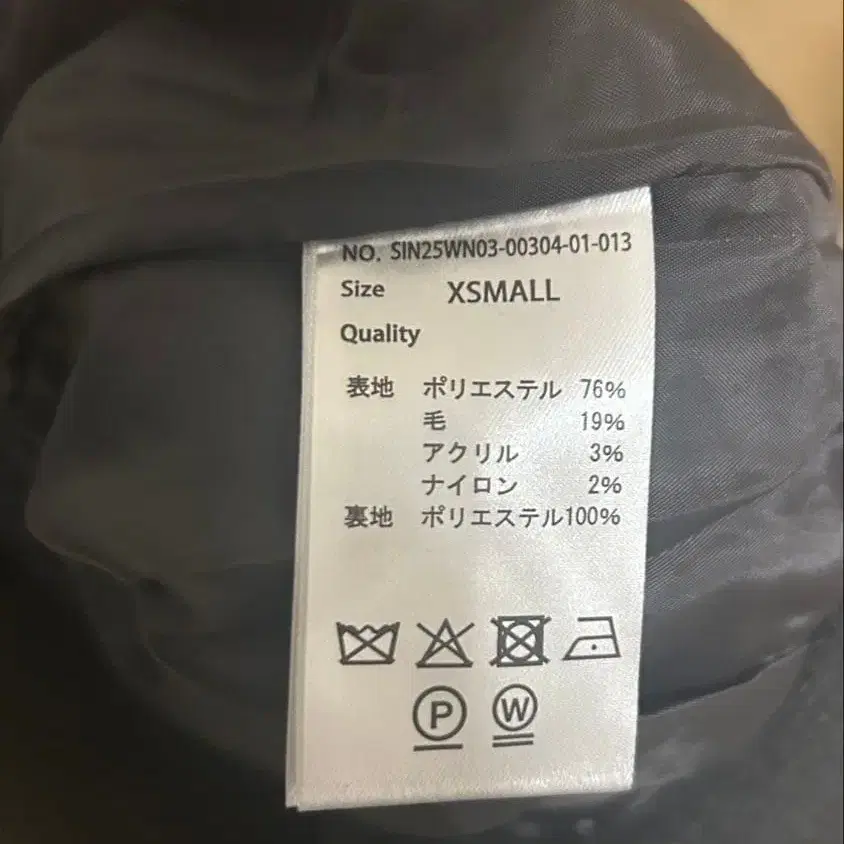 NO. SIN25WN03-00304-01-013
Size XSMALL
Quality
表地 ポリエステル 76%
毛 19%
アクリル 3%
ナイロン 2%
裏地 ポリエステル100%
P W